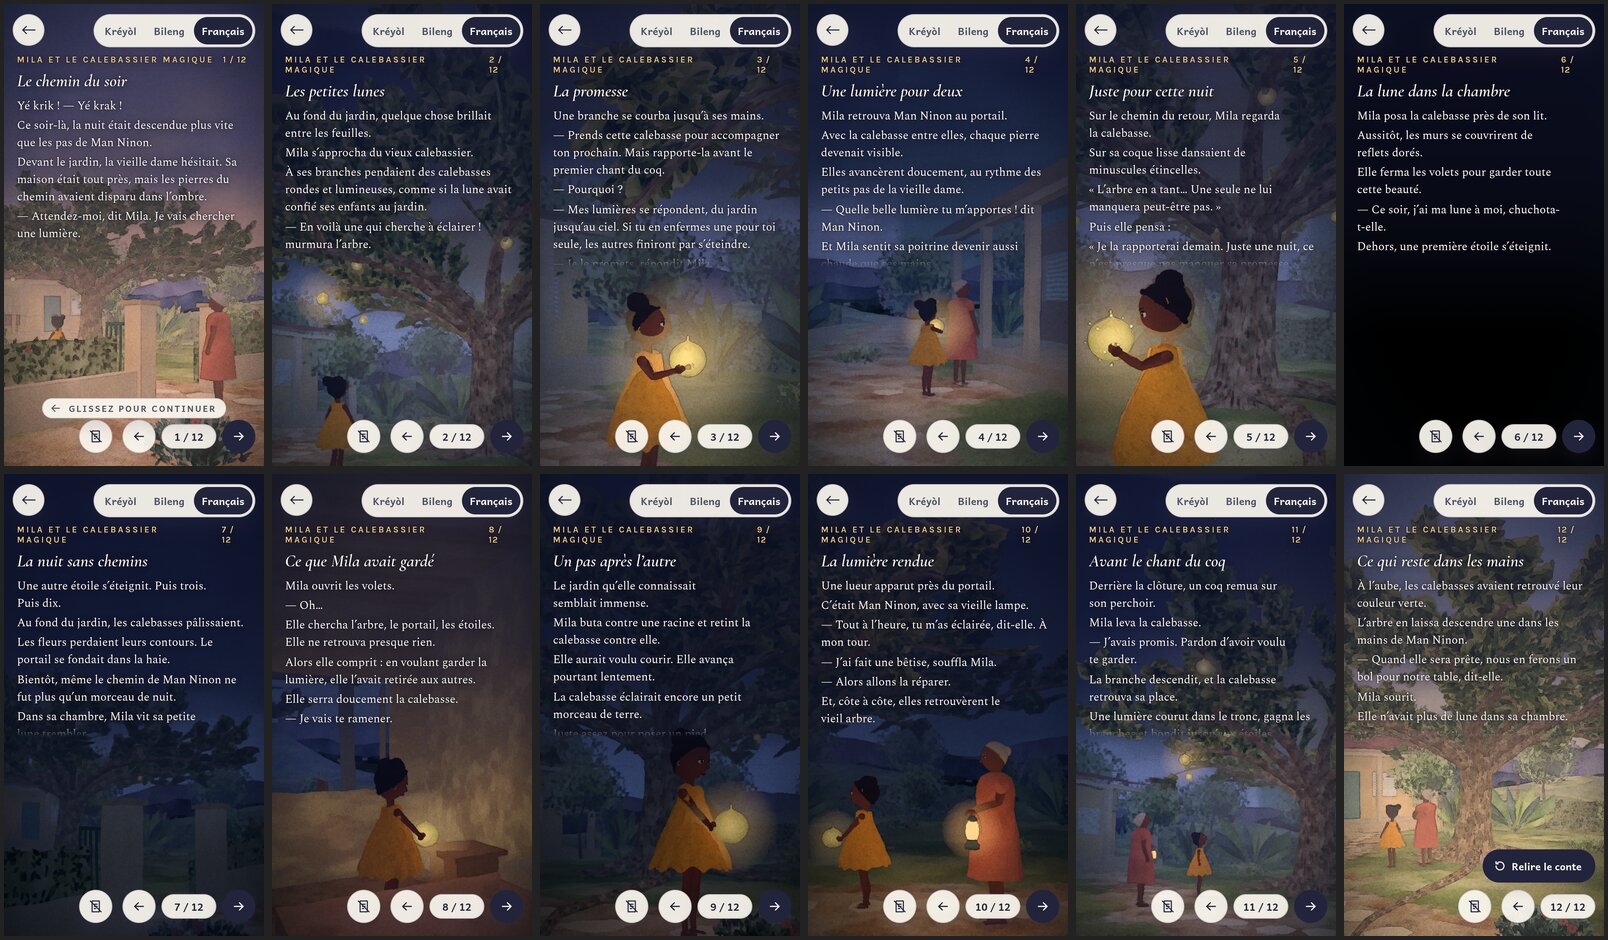 Kréyòl Bileng Français
MILA ET LE CALEBASSIER MAGIQUE 1 / 12
Le chemin du soir
Yé krik ! — Yé krak !
Ce soir-là, la nuit était descendue plus vite
que les pas de Man Ninon.
Devant le jardin, la vieille dame hésitait. Sa
maison était tout près, mais les pierres du
chemin avaient disparu dans l’ombre.
— Attendez-moi, dit Mila. Je vais chercher
une lumière.
← GLISSEZ POUR CONTINUER
1 / 12
Kréyòl Bileng Français
MILA ET LE CALEBASSIER
MAGIQUE
2 /
12
Les petites lunes
Au fond du jardin, quelque chose brillait
entre les feuilles.
Mila s’approcha du vieux calebassier.
À ses branches pendaient des calebasses
rondes et lumineuses, comme si la lune avait
confié ses enfants au jardin.
— En voilà une qui cherche à éclairer !
murmura l’arbre.
2 / 12
Kréyòl Bileng Français
MILA ET LE CALEBASSIER
MAGIQUE
3 /
12
La promesse
Une branche se courba jusqu’à ses mains.
— Prends cette calebasse pour accompagner
ton prochain. Mais rapporte-la avant le
premier chant du coq.
— Pourquoi ?
— Mes lumières se répondent, du jardin
jusqu’au ciel. Si tu en enfermes une pour toi
seule, les autres finiront par s’éteindre.
— Je le promets, répondit Mila.
3 / 12
Kréyòl Bileng Français
MILA ET LE CALEBASSIER
MAGIQUE
4 /
12
Une lumière pour deux
Mila retrouva Man Ninon au portail.
Avec la calebasse entre elles, chaque pierre
devenait visible.
Elles avancèrent doucement, au rythme des
petits pas de la vieille dame.
— Quelle belle lumière tu m’apportes ! dit
Man Ninon.
Et Mila sentit sa poitrine devenir aussi
chaude que ses mains.
4 / 12
Kréyòl Bileng Français
MILA ET LE CALEBASSIER
MAGIQUE
5 /
12
Juste pour cette nuit
Sur le chemin du retour, Mila regarda
la calebasse.
Sur sa coque lisse dansaient de
minuscules étincelles.
« L’arbre en a tant… Une seule ne lui
manquera peut-être pas. »
Puis elle pensa :
« Je la rapporterai demain. Juste une nuit, ce
n’est presque pas manquer sa promesse.
5 / 12
Kréyòl Bileng Français
MILA ET LE CALEBASSIER
MAGIQUE
6 /
12
La lune dans la chambre
Mila posa la calebasse près de son lit.
Aussitôt, les murs se couvrirent de
reflets dorés.
Elle ferma les volets pour garder toute
cette beauté.
— Ce soir, j’ai ma lune à moi, chuchota-
t-elle.
Dehors, une première étoile s’éteignit.
6 / 12
Kréyòl Bileng Français
MILA ET LE CALEBASSIER
MAGIQUE
7 /
12
La nuit sans chemins
Une autre étoile s’éteignit. Puis trois.
Puis dix.
Au fond du jardin, les calebasses pâlissaient.
Les fleurs perdaient leurs contours. Le
portail se fondait dans la haie.
Bientôt, même le chemin de Man Ninon ne
fut plus qu’un morceau de nuit.
Dans sa chambre, Mila vit sa petite
lune trembler.
7 / 12
Kréyòl Bileng Français
MILA ET LE CALEBASSIER
MAGIQUE
8 /
12
Ce que Mila avait gardé
Mila ouvrit les volets.
— Oh…
Elle chercha l’arbre, le portail, les étoiles.
Elle ne retrouva presque rien.
Alors elle comprit : en voulant garder la
lumière, elle l’avait retirée aux autres.
Elle serra doucement la calebasse.
— Je vais te ramener.
8 / 12
Kréyòl Bileng Français
MILA ET LE CALEBASSIER
MAGIQUE
9 /
12
Un pas après l’autre
Le jardin qu’elle connaissait
semblait immense.
Mila buta contre une racine et retint la
calebasse contre elle.
Elle aurait voulu courir. Elle avança
pourtant lentement.
La calebasse éclairait encore un petit
morceau de terre.
Juste assez pour poser un pied.
9 / 12
Kréyòl Bileng Français
MILA ET LE CALEBASSIER
MAGIQUE
10 /
12
La lumière rendue
Une lueur apparut près du portail.
C’était Man Ninon, avec sa vieille lampe.
— Tout à l’heure, tu m’as éclairée, dit-elle. À
mon tour.
— J’ai fait une bêtise, souffla Mila.
— Alors allons la réparer.
Et, côte à côte, elles retrouvèrent le
vieil arbre.
10 / 12
Kréyòl Bileng Français
MILA ET LE CALEBASSIER
MAGIQUE
11 /
12
Avant le chant du coq
Derrière la clôture, un coq remua sur
son perchoir.
Mila leva la calebasse.
— J’avais promis. Pardon d’avoir voulu
te garder.
La branche descendit, et la calebasse
retrouva sa place.
Une lumière courut dans le tronc, gagna les
branches et bondit jusqu’aux étoiles.
11 / 12
Kréyòl Bileng Français
MILA ET LE CALEBASSIER
MAGIQUE
12 /
12
Ce qui reste dans les mains
À l’aube, les calebasses avaient retrouvé leur
couleur verte.
L’arbre en laissa descendre une dans les
mains de Man Ninon.
— Quand elle sera prête, nous en ferons un
bol pour notre table, dit-elle.
Mila sourit.
Elle n’avait plus de lune dans sa chambre.
Relire le conte
12 / 12